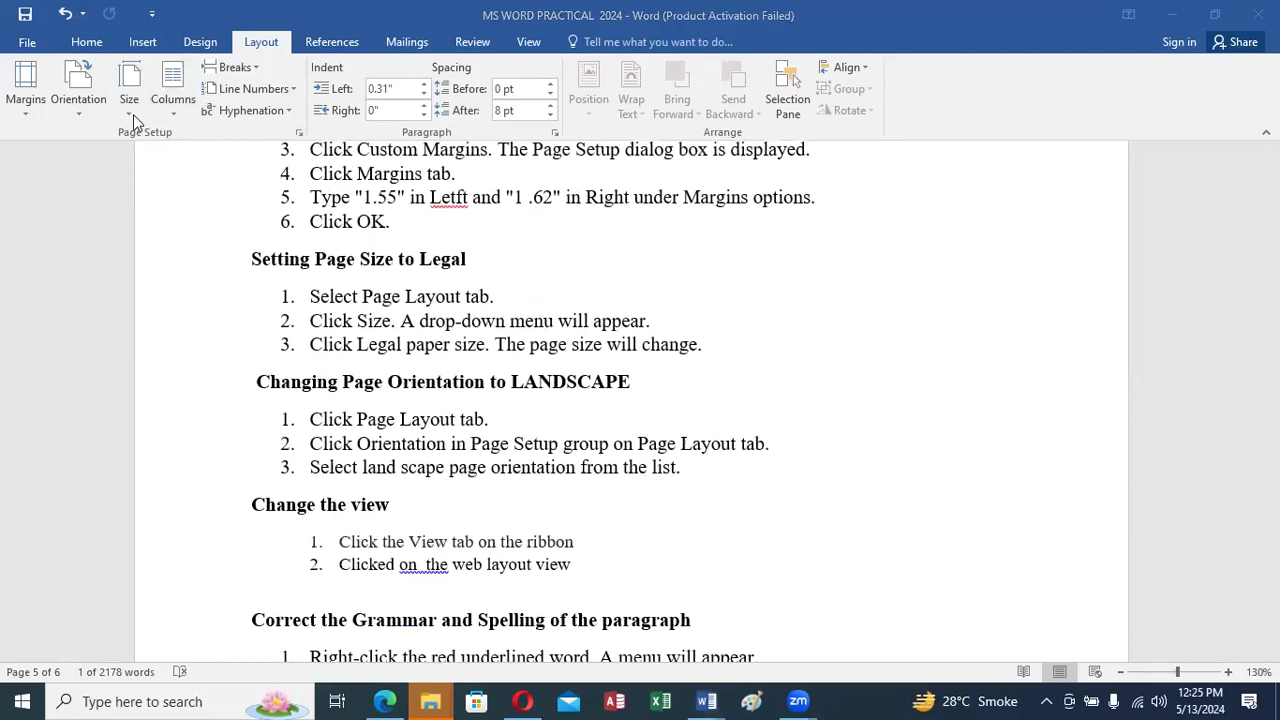 MS WORD PRACTICAL 2024 - Word (Product Activation Failed)
File Home Insert Design Layout References Mailings Review View Tell me what you want to do... Sign in Share
Breaks Indent Spacing Align
Line Numbers Left: 0.31" Before: 0 pt Group
Margins Orientation Size Columns Position Wrap Text Bring Forward Send Backward Selection Pane
Hyphenation Right: 0" After: 8 pt Rotate
Page Setup Paragraph Arrange
3. Click Custom Margins. The Page Setup dialog box is displayed.
4. Click Margins tab.
5. Type "1.55" in Letft and "1 .62" in Right under Margins options.
6. Click OK.
Setting Page Size to Legal
1. Select Page Layout tab.
2. Click Size. A drop-down menu will appear.
3. Click Legal paper size. The page size will change.
Changing Page Orientation to LANDSCAPE
1. Click Page Layout tab.
2. Click Orientation in Page Setup group on Page Layout tab.
3. Select land scape page orientation from the list.
Change the view
1. Click the View tab on the ribbon
2. Clicked on the web layout view
Correct the Grammar and Spelling of the paragraph
1. Right-click the red underlined word. A menu will appear.
Page 5 of 6 1 of 2178 words 130%
Type here to search 28°C Smoke 12:25 PM
5/13/2024